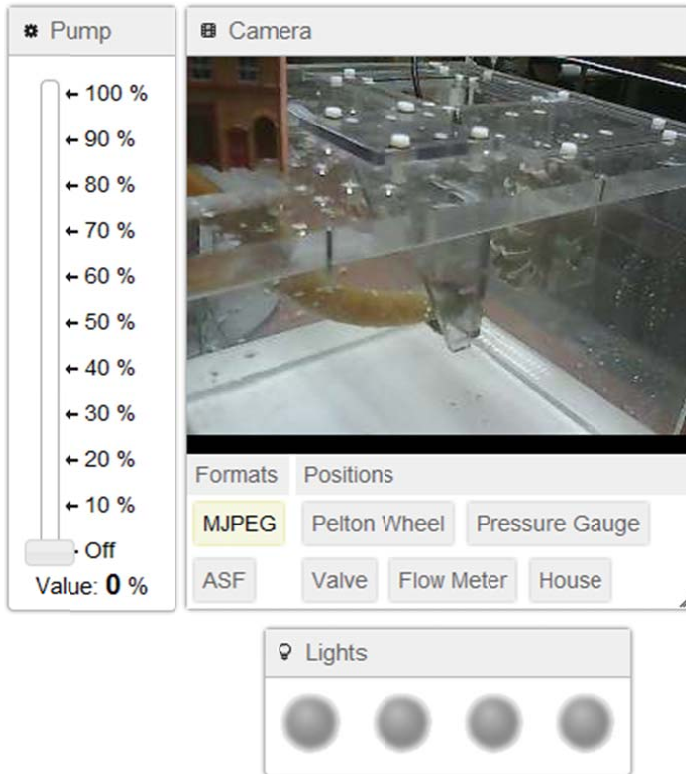 Pump
← 100 %
← 90 %
← 80 %
← 70 %
← 60 %
← 50 %
← 40 %
← 30 %
← 20 %
← 10 %
Off
Value: 0 %
Camera
Formats Positions
MJPEG Pelton Wheel Pressure Gauge
ASF Valve Flow Meter House
Lights